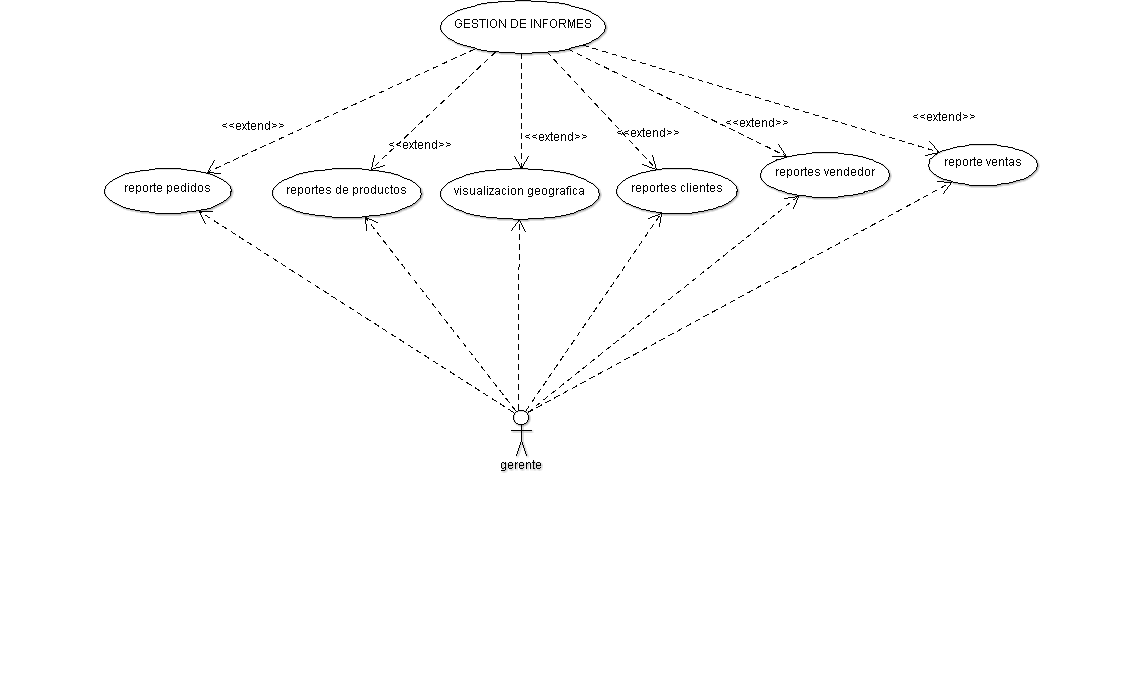 GESTION DE INFORMES
<<extend>>
<<extend>>
<<extend>>
<<extend>>
<<extend>>
<<extend>>
reporte pedidos
reportes de productos
visualizacion geografica
reportes clientes
reportes vendedor
reporte ventas
gerente